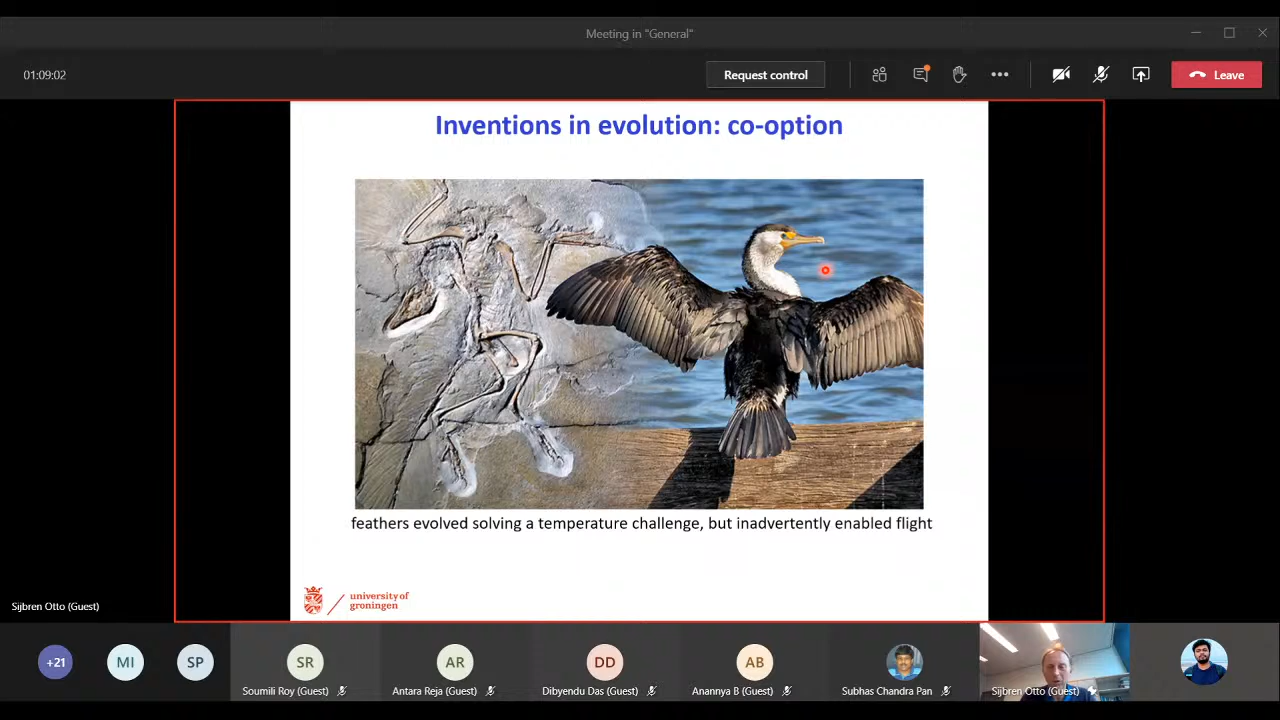 Meeting in "General"
01:09:02
Request control
Leave
Inventions in evolution: co-option
feathers evolved solving a temperature challenge, but inadvertently enabled flight
university of
groningen
Sijbren Otto (Guest)
+21
MI
SP
SR
Soumili Roy (Guest)
AR
Antara Reja (Guest)
DD
Dibyendu Das (Guest)
AB
Anannya B (Guest)
Subhas Chandra Pan
Sijbren Otto (Guest)